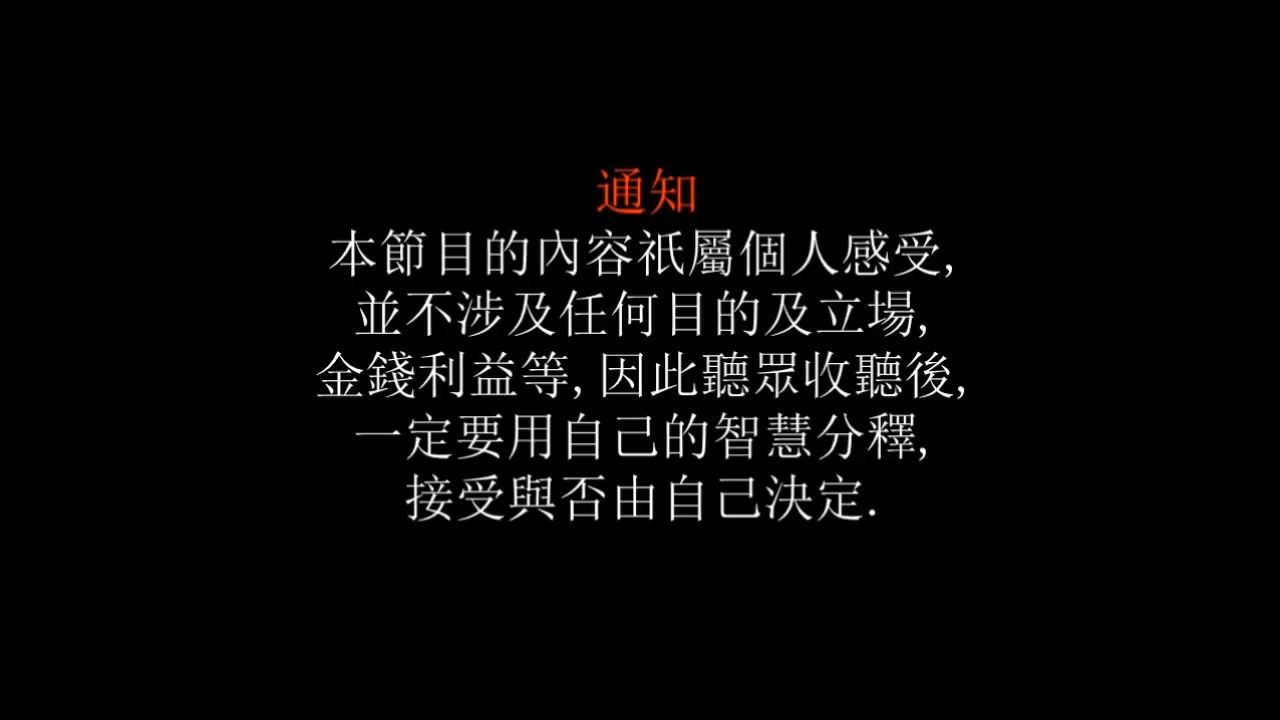 通知
本節目的內容祇屬個人感受,
並不涉及任何目的及立場,
金錢利益等, 因此聽眾收聽後,
一定要用自己的智慧分釋,
接受與否由自己決定.